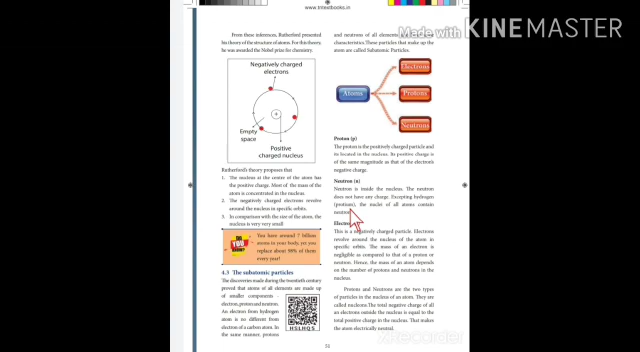 www.tntextbooks.in
Made with
KINEMASTER
From these inferences, Rutherford presented
his theory of the structure of atoms. For this theory,
he was awarded the Nobel prize for chemistry.
Negatively charged
electrons
Empty
space
+
Positive
charged nucleus
Rutherford's theory proposes that
1. The nucleus at the center of the atom has
the positive charge. Most of the mass of the
atom is concentrated in the nucleus.
2. The negatively charged electrons revolve
around the nucleus in specific orbits.
3. In comparison with the size of the atom, the
nucleus is very very small
YOU
You have around 7 billion
atoms in your body, yet you
replace about 98% of them
every year!
4.3 The subatomic particles
The discoveries made during the twentieth century
proved that atoms of all elements are made up
of smaller components -
electron, proton and neutron.
An electron from hydrogen
atom is no different from
electron of a carbon atom. In
the same manner, protons
HSLHQS
and neutrons of all elements
characteristics. These particles that make up the
atom are called Subatomic Particles.
Atoms
Electrons
Protons
Neutrons
Proton (p)
The proton is the positively charged particle and
its located in the nucleus. Its positive charge is
of the same magnitude as that of the electron's
negative charge.
Neutron (n)
Neutron is inside the nucleus. The neutron
does not have any charge. Excepting hydrogen
(protium), the nuclei of all atoms contain
neutron
Electro
This is a negatively charged particle. Electrons
revolve around the nucleus of the atom in
specific orbits. The mass of an electron is
negligible as compared to that of a proton or
neutron. Hence, the mass of an atom depends
on the number of protons and neutrons in the
nucleus.
Protons and Neutrons are the two types
of particles in the nucleus of an atom. They are
called nucleons. The total negative charge of all
an electrons outside the nucleus is equal to the
total positive charge in the nucleus. That makes
the atom electrically neutral.